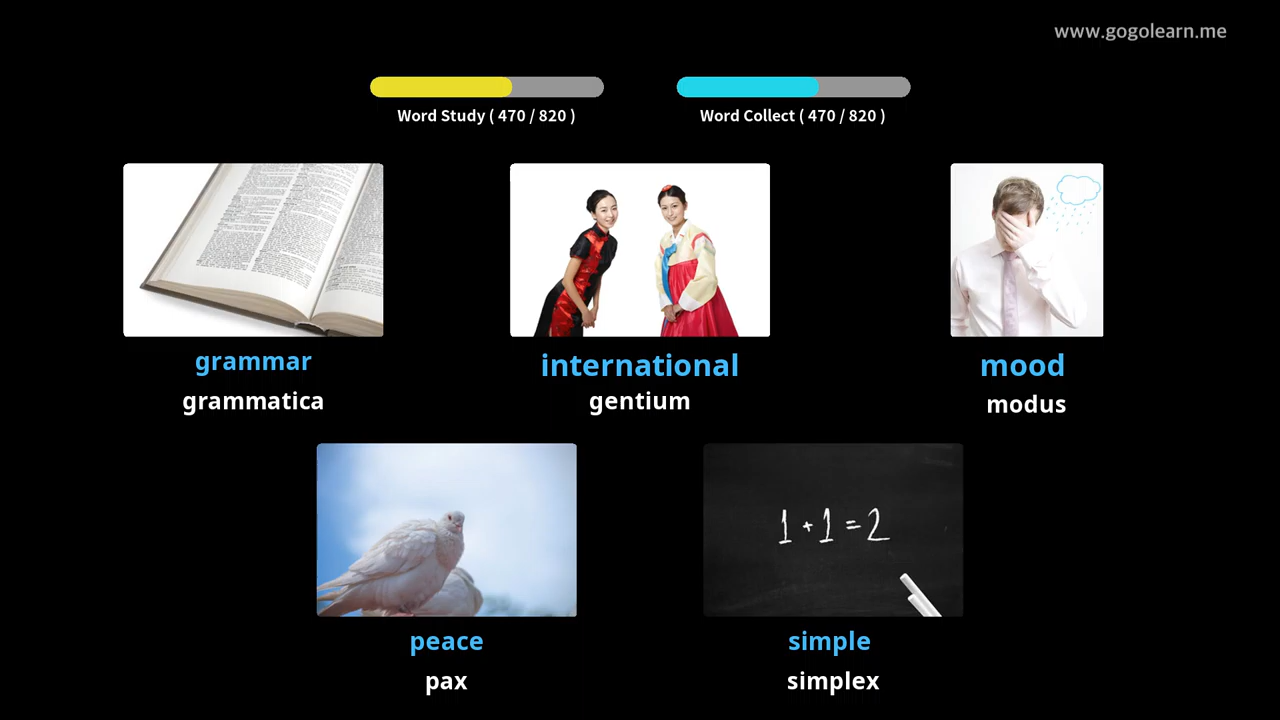 www.gogolearn.me
Word Study ( 470 / 820 )
Word Collect ( 470 / 820 )
grammar
grammatica
international
gentium
mood
modus
1 + 1 = 2
peace
pax
simple
simplex